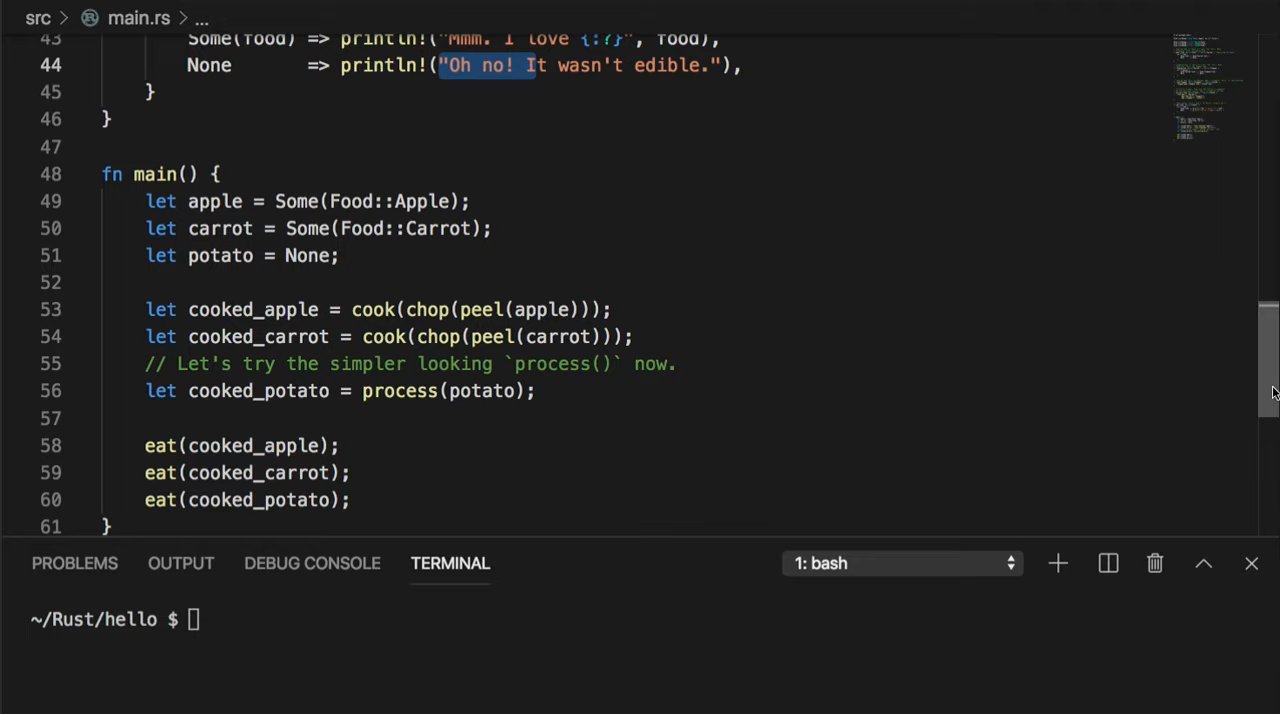 src > main.rs > ...
43 Some(food) => println!("Mmm. I love {:?}", food),
44 None => println!("Oh no! It wasn't edible."),
45 }
46 }
47
48 fn main() {
49 let apple = Some(Food::Apple);
50 let carrot = Some(Food::Carrot);
51 let potato = None;
52
53 let cooked_apple = cook(chop(peel(apple)));
54 let cooked_carrot = cook(chop(peel(carrot)));
55 // Let's try the simpler looking `process()` now.
56 let cooked_potato = process(potato);
57
58 eat(cooked_apple);
59 eat(cooked_carrot);
60 eat(cooked_potato);
61 }
PROBLEMS OUTPUT DEBUG CONSOLE TERMINAL 1: bash
~/Rust/hello $